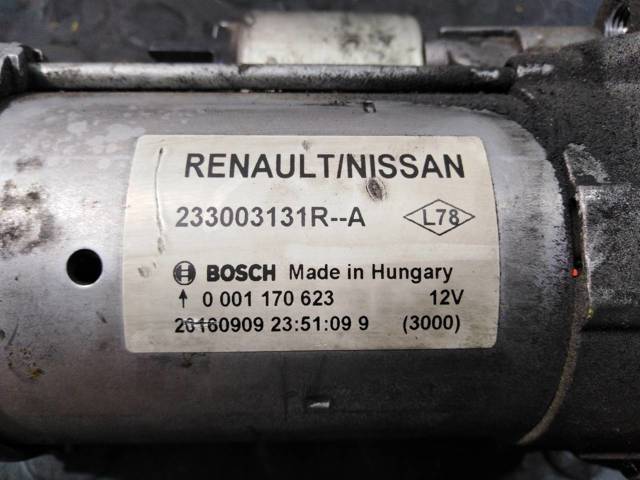 RENAULT/NISSAN
233003131R--A L78
BOSCH Made in Hungary
↑ 0 001 170 623 12V
20160909 23:51:09 9 (3000)